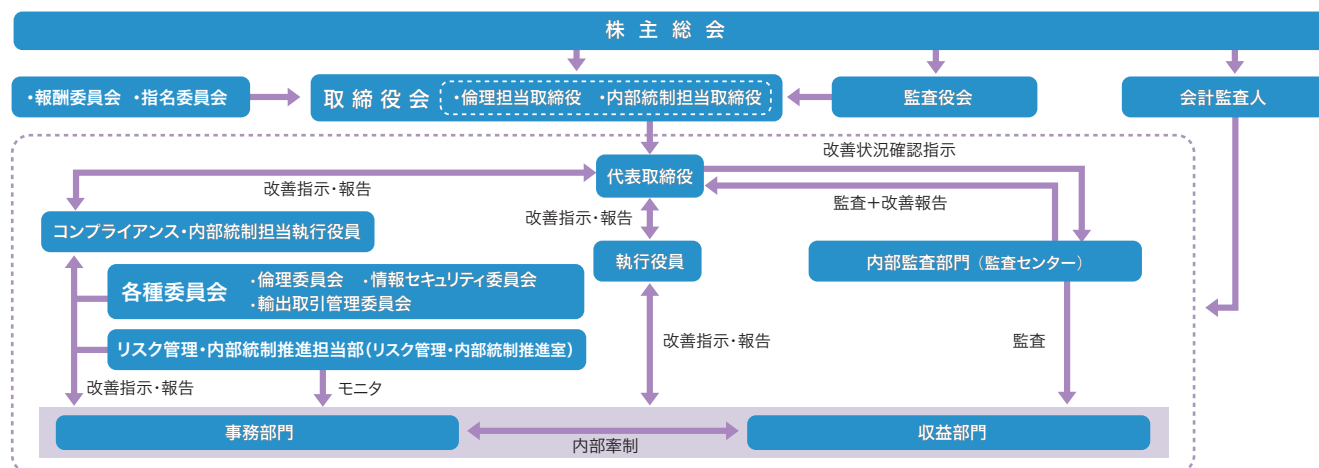 株主総会
・報酬委員会 ・指名委員会
取締役会 ・倫理担当取締役 ・内部統制担当取締役
監査役会
会計監査人
改善状況確認指示
代表取締役
改善指示・報告
監査＋改善報告
改善指示・報告
コンプライアンス・内部統制担当執行役員
執行役員
内部監査部門（監査センター）
各種委員会 ・倫理委員会 ・情報セキュリティ委員会
・輸出取引管理委員会
リスク管理・内部統制推進担当部(リスク管理・内部統制推進室)
改善指示・報告
監査
改善指示・報告
モニタ
事務部門
内部牽制
収益部門